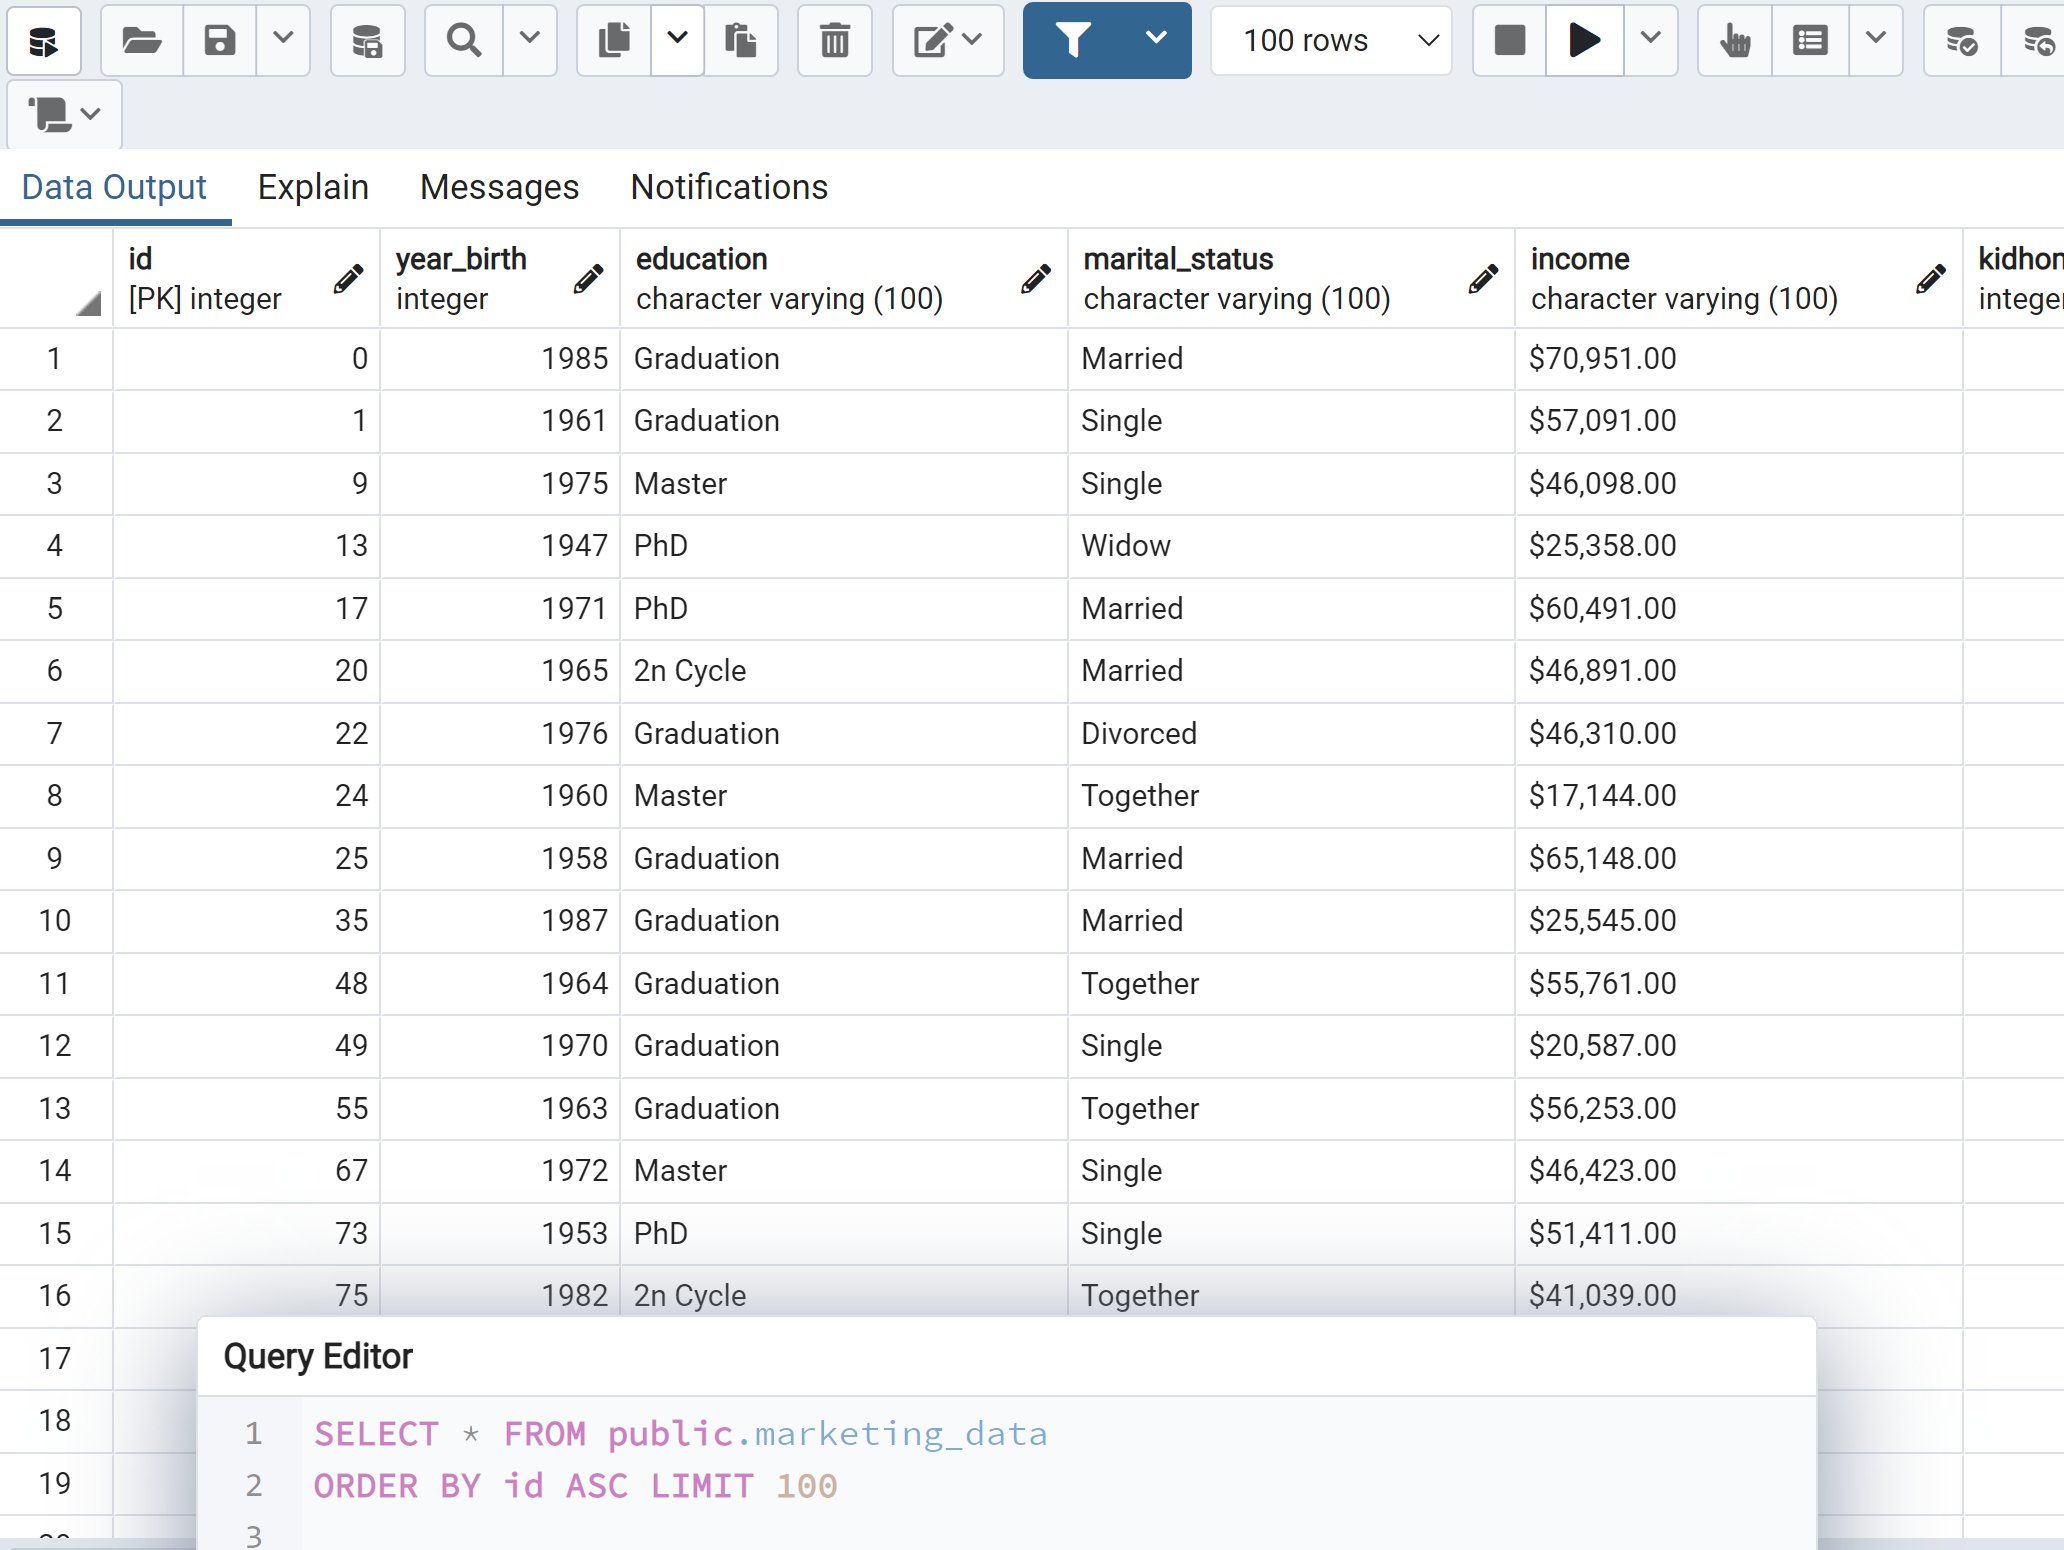 100 rows
Data Output Explain Messages Notifications
id year_birth education marital_status income kidhom
[PK] integer integer character varying (100) character varying (100) character varying (100) integer
1 0 1985 Graduation Married $70,951.00
2 1 1961 Graduation Single $57,091.00
3 9 1975 Master Single $46,098.00
4 13 1947 PhD Widow $25,358.00
5 17 1971 PhD Married $60,491.00
6 20 1965 2n Cycle Married $46,891.00
7 22 1976 Graduation Divorced $46,310.00
8 24 1960 Master Together $17,144.00
9 25 1958 Graduation Married $65,148.00
10 35 1987 Graduation Married $25,545.00
11 48 1964 Graduation Together $55,761.00
12 49 1970 Graduation Single $20,587.00
13 55 1963 Graduation Together $56,253.00
14 67 1972 Master Single $46,423.00
15 73 1953 PhD Single $51,411.00
16 75 1982 2n Cycle Together $41,039.00
17
18
19
Query Editor
1 SELECT * FROM public.marketing_data
2 ORDER BY id ASC LIMIT 100
3